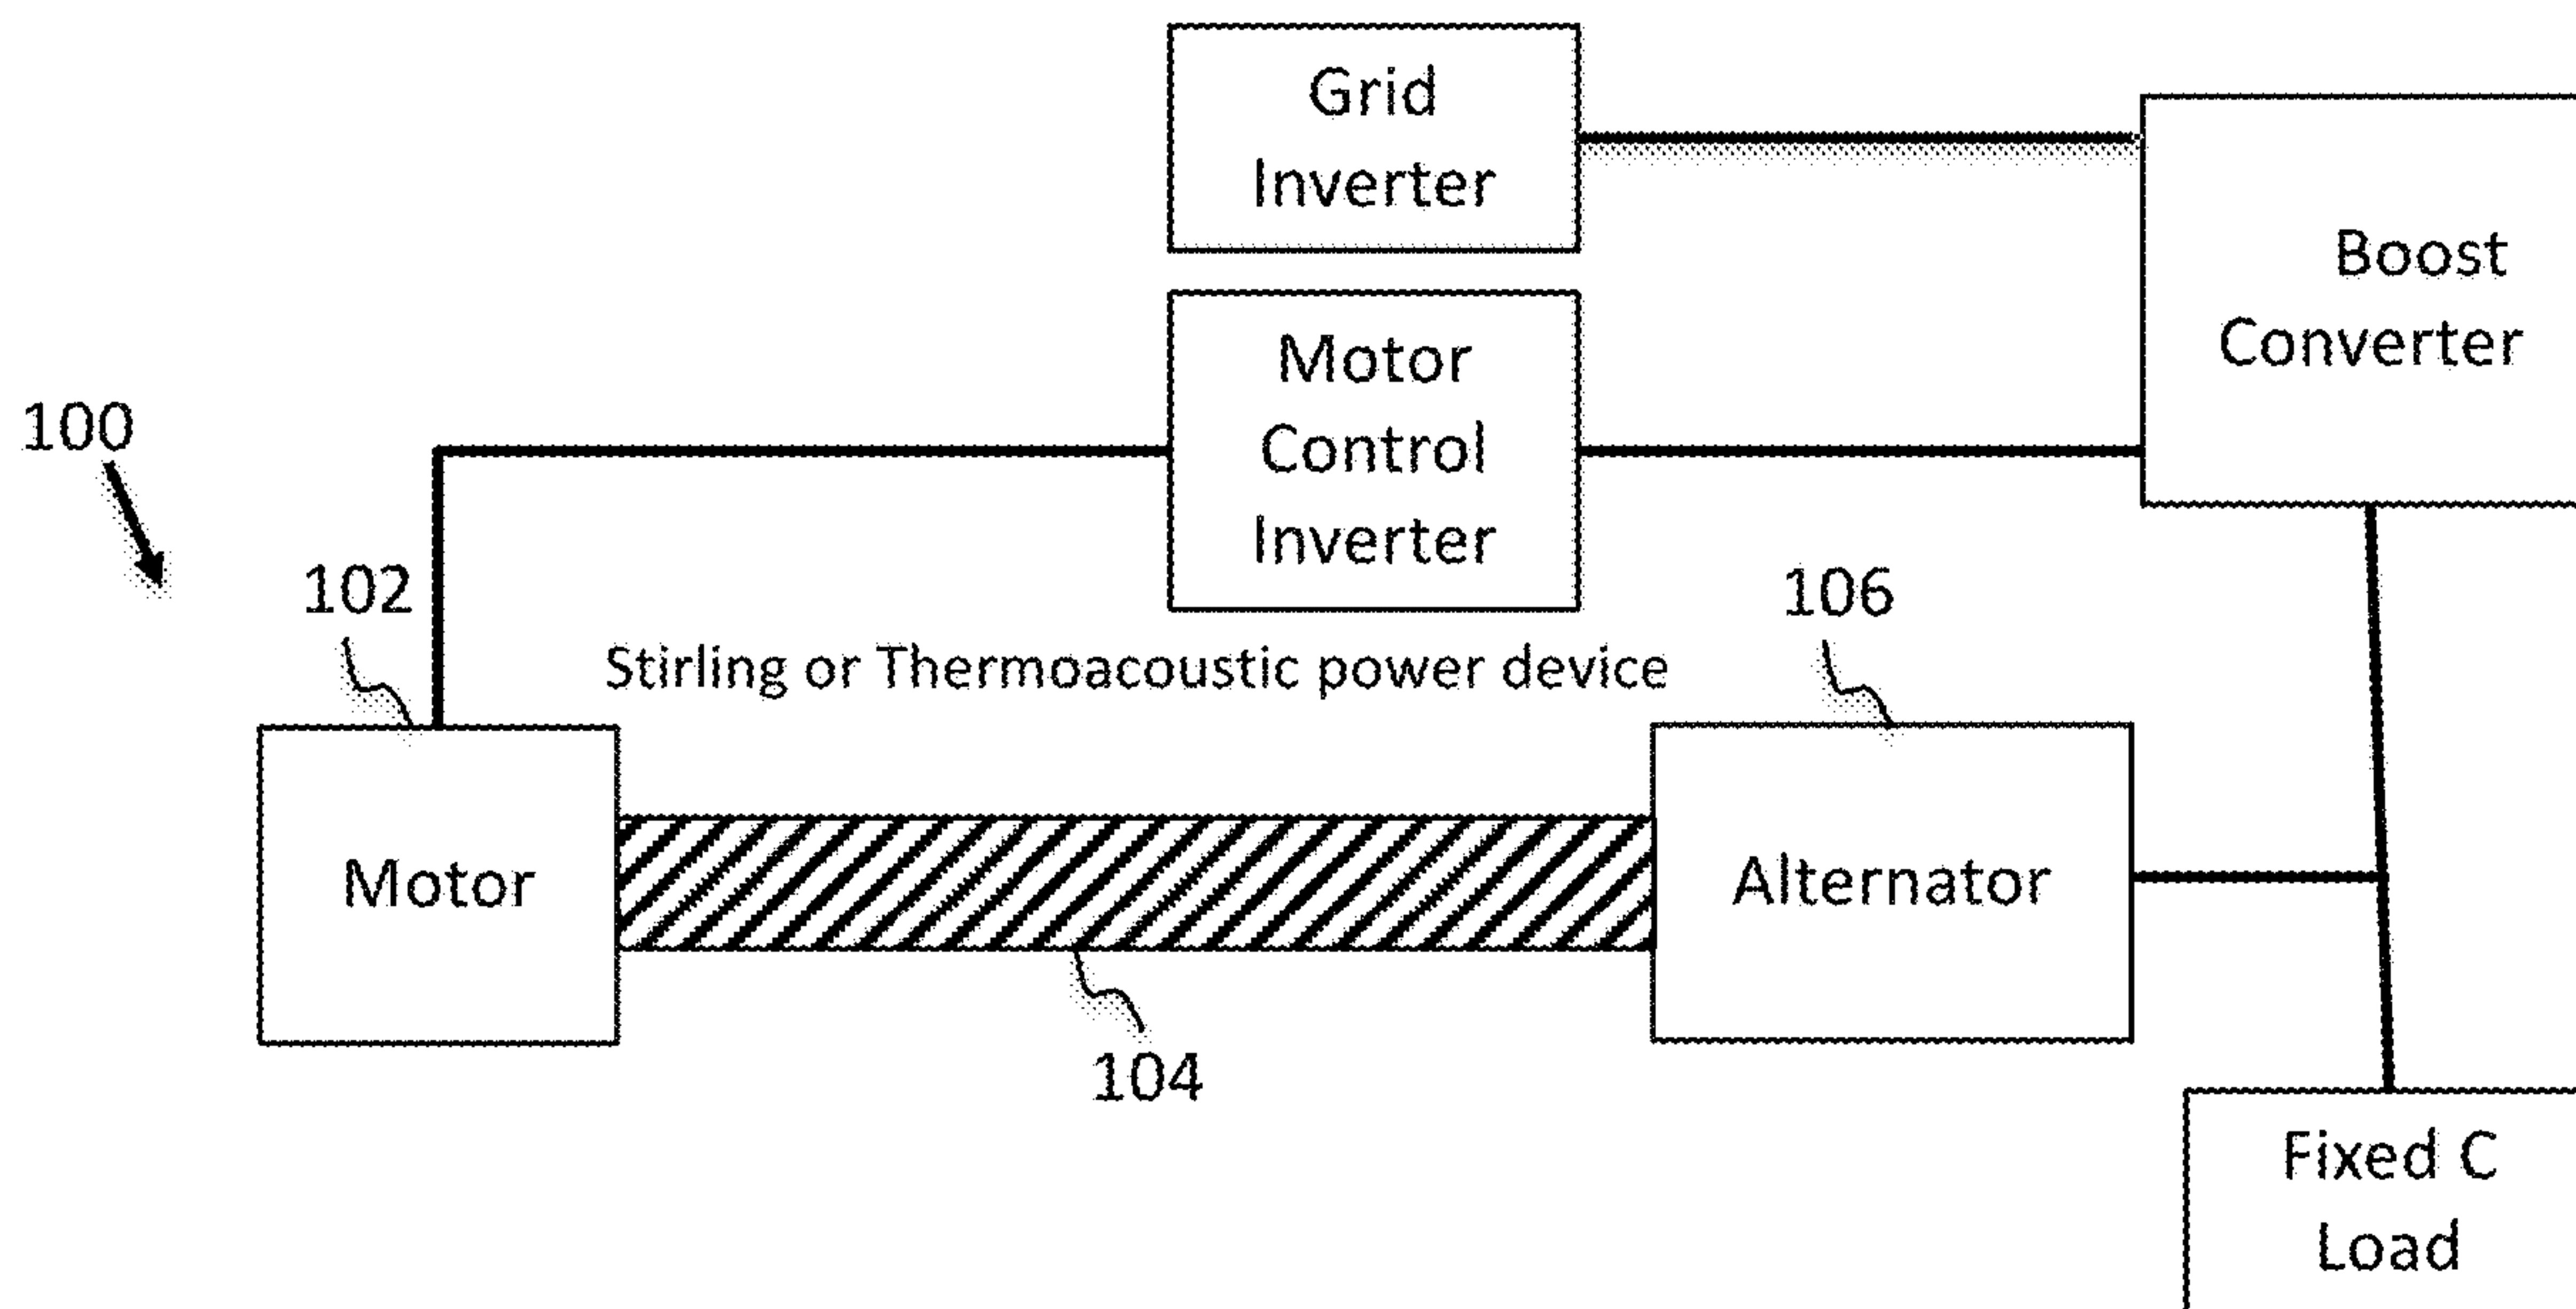 Grid
Inverter
Boost
Converter
Motor
Control
Inverter
100
102
106
Stirling or Thermoacoustic power device
Motor
Alternator
104
Fixed C
Load